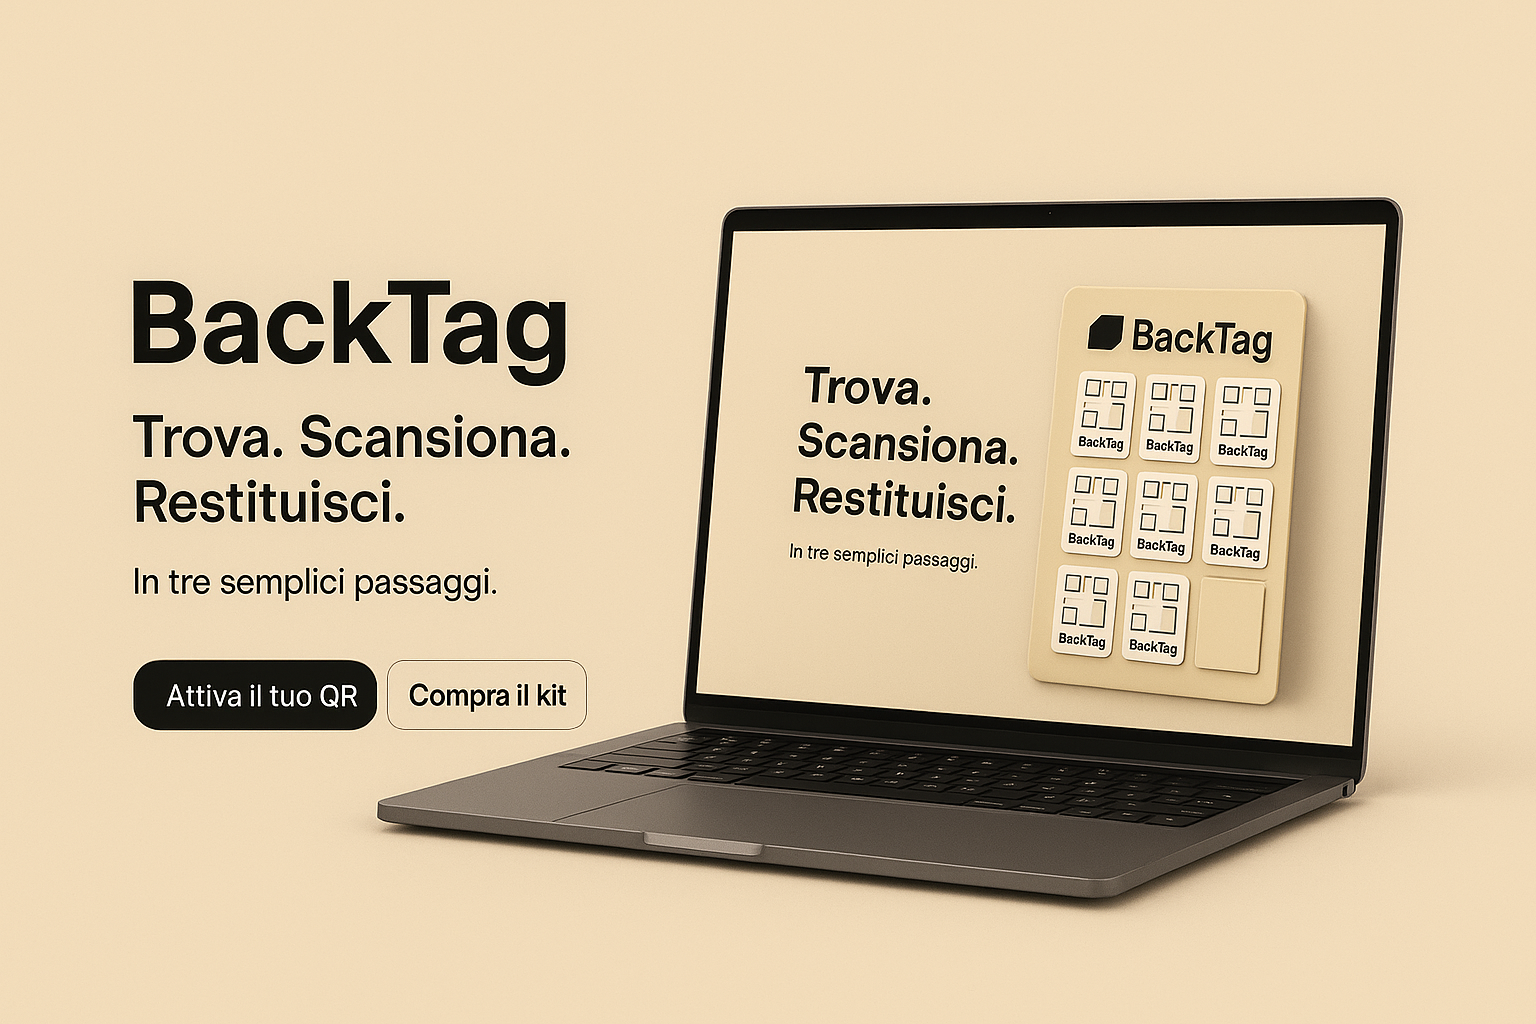 BackTag
Trova. Scansiona.
Restituisci.
In tre semplici passaggi.
Attiva il tuo QR
Compra il kit
Trova.
Scansiona.
Restituisci.
In tre semplici passaggi.
BackTag
BackTag
BackTag
BackTag
BackTag
BackTag
BackTag
BackTag
BackTag